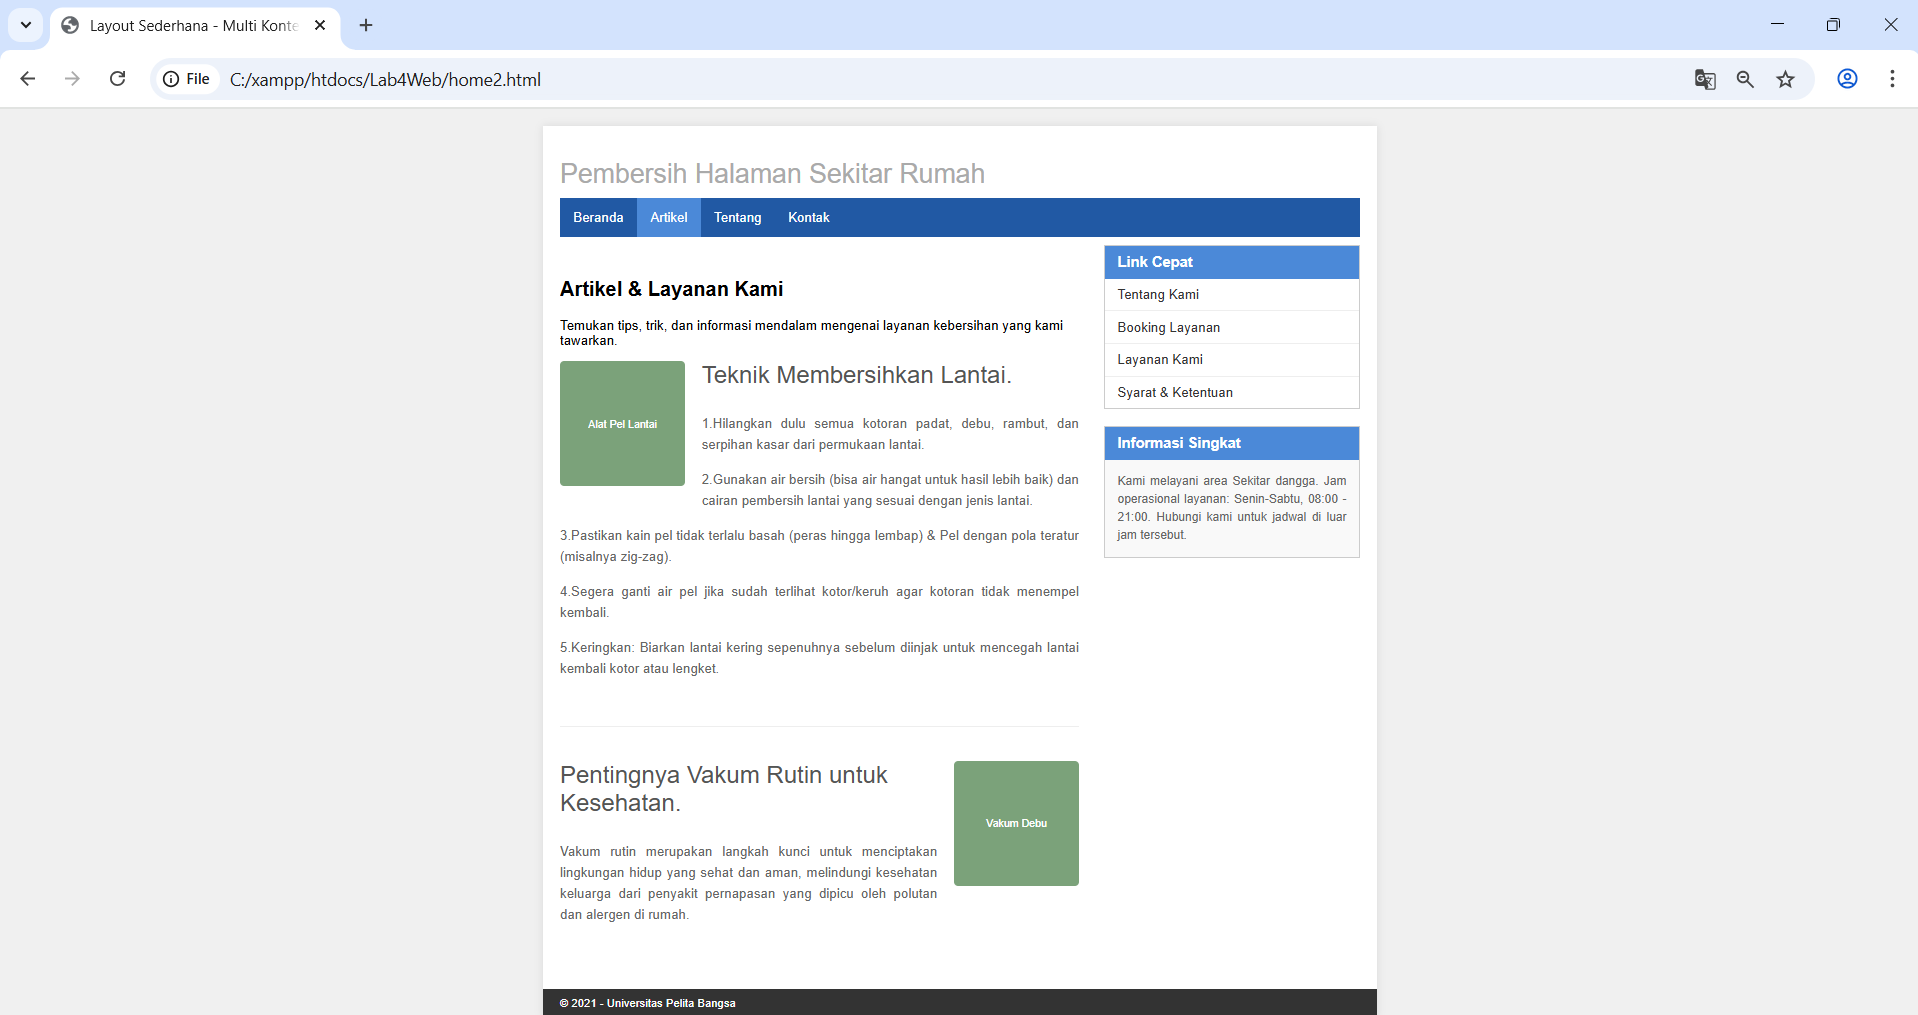 Layout Sederhana - Multi Konte
File
C:/xampp/htdocs/Lab4Web/home2.html
Pembersih Halaman Sekitar Rumah
Beranda
Artikel
Tentang
Kontak
Artikel & Layanan Kami
Temukan tips, trik, dan informasi mendalam mengenai layanan kebersihan yang kami
tawarkan.
Alat Pel Lantai
Teknik Membersihkan Lantai.
1.Hilangkan dulu semua kotoran padat, debu, rambut, dan
serpihan kasar dari permukaan lantai.
2.Gunakan air bersih (bisa air hangat untuk hasil lebih baik) dan
cairan pembersih lantai yang sesuai dengan jenis lantai.
3.Pastikan kain pel tidak terlalu basah (peras hingga lembap) & Pel dengan pola teratur
(misalnya zig-zag).
4.Segera ganti air pel jika sudah terlihat kotor/keruh agar kotoran tidak menempel
kembali.
5.Keringkan: Biarkan lantai kering sepenuhnya sebelum diinjak untuk mencegah lantai
kembali kotor atau lengket.
Pentingnya Vakum Rutin untuk
Kesehatan.
Vakum rutin merupakan langkah kunci untuk menciptakan
lingkungan hidup yang sehat dan aman, melindungi kesehatan
keluarga dari penyakit pernapasan yang dipicu oleh polutan
dan alergen di rumah.
Vakum Debu
Link Cepat
Tentang Kami
Booking Layanan
Layanan Kami
Syarat & Ketentuan
Informasi Singkat
Kami melayani area Sekitar dangga. Jam
operasional layanan: Senin-Sabtu, 08:00 -
21:00. Hubungi kami untuk jadwal di luar
jam tersebut.
© 2021 - Universitas Pelita Bangsa